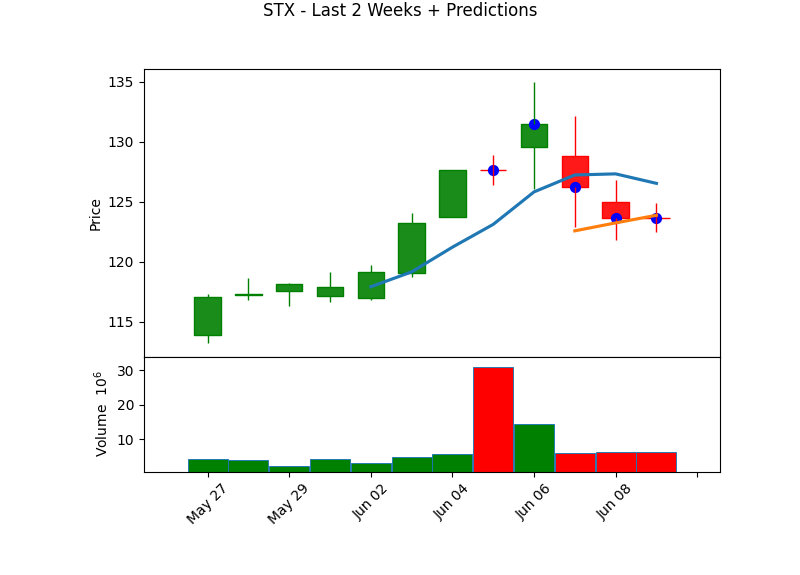 STX - Last 2 Weeks + Predictions
135
130
125
120
115
Price
30
20
10
Volume 10^6
May 27
May 29
Jun 02
Jun 04
Jun 06
Jun 08